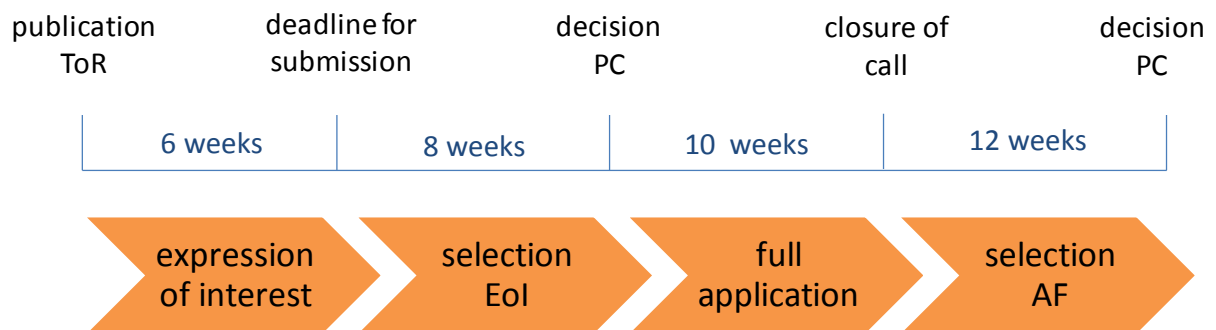 publication
ToR
deadline for
submission
decision
PC
closure of
call
decision
PC
6 weeks
8 weeks
10 weeks
12 weeks
expression
of interest
selection
EoI
full
application
selection
AF